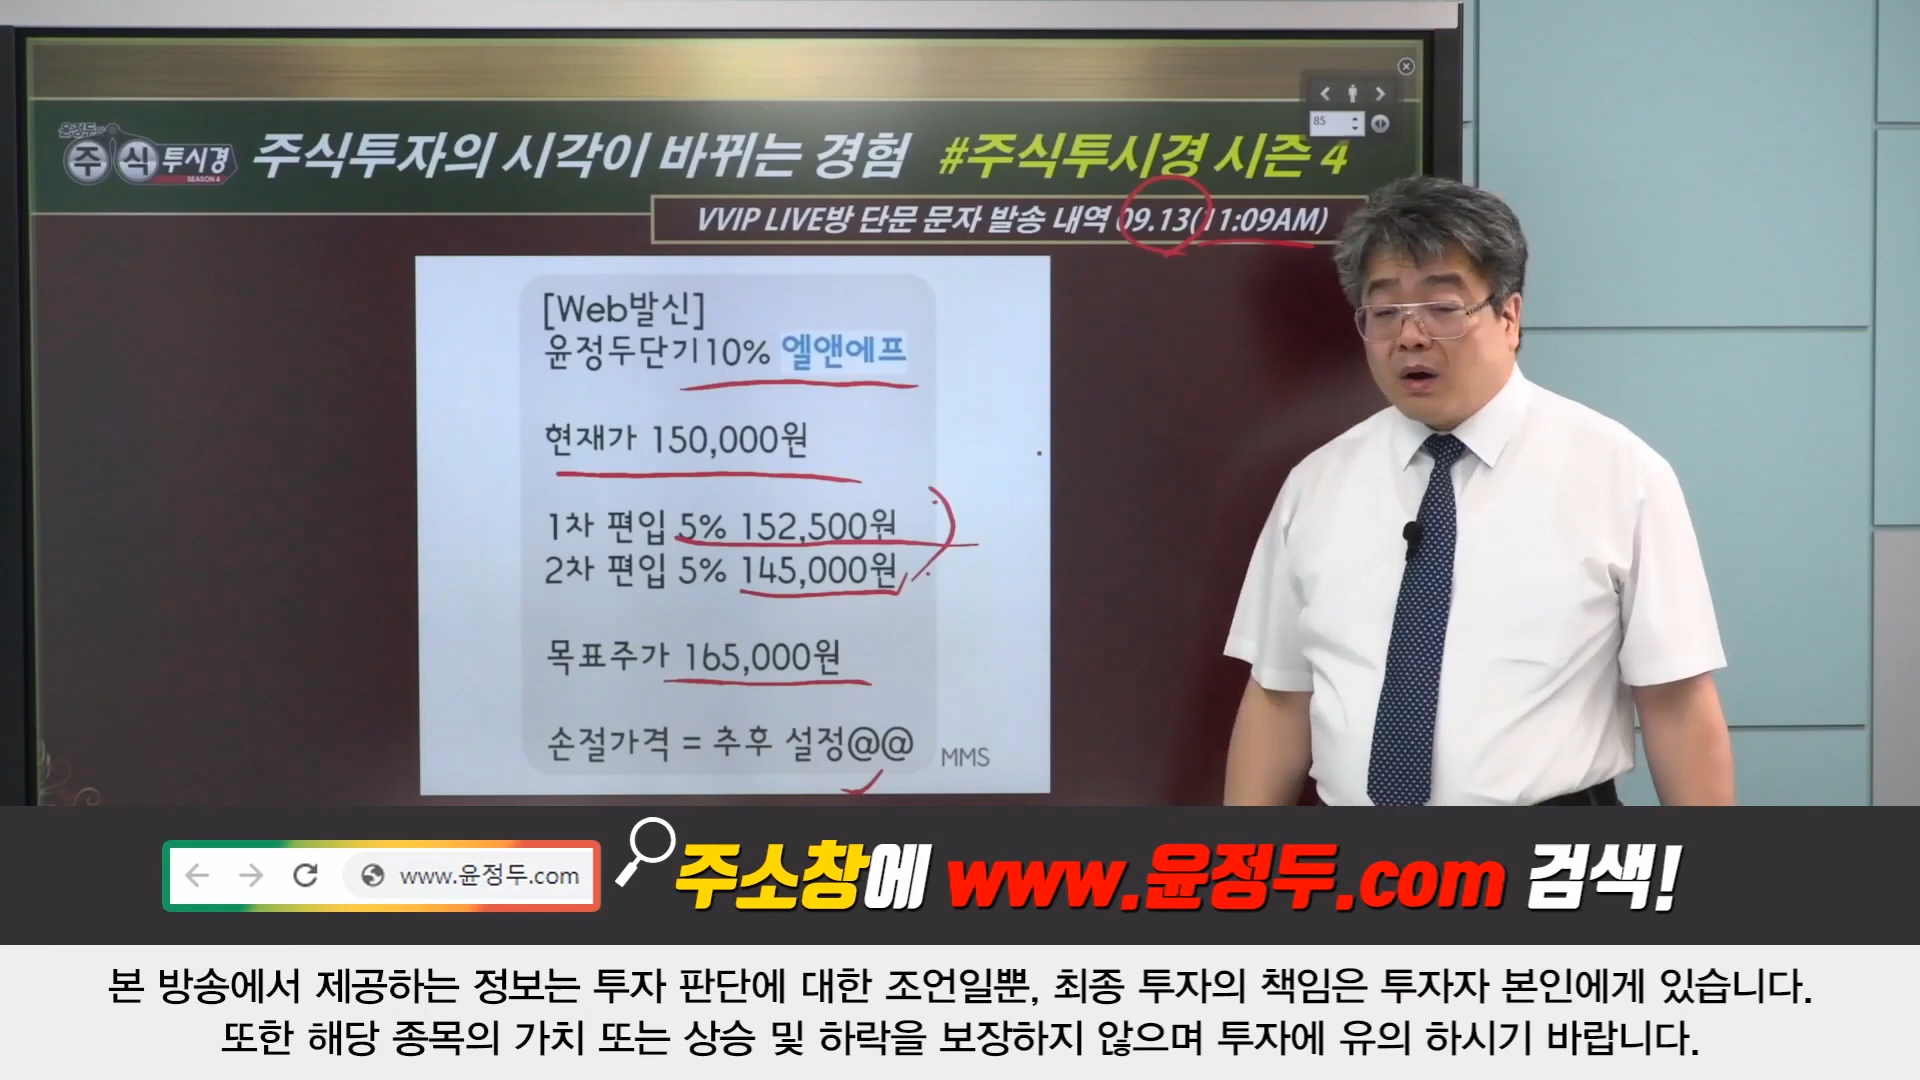 윤정두의
주식투시경
SEASON 4
주식투자의 시각이 바뀌는 경험 #주식투시경 시즌 4
85
VVIP LIVE방 단문 문자 발송 내역 09.13(11:09AM)
[Web발신]
윤정두단기10% 엘앤에프
현재가 150,000원
1차 편입 5% 152,500원
2차 편입 5% 145,000원
목표주가 165,000원
손절가격 = 추후 설정@@
MMS
www.윤정두.com
주소창에 www.윤정두.com 검색!
본 방송에서 제공하는 정보는 투자 판단에 대한 조언일뿐, 최종 투자의 책임은 투자자 본인에게 있습니다.
또한 해당 종목의 가치 또는 상승 및 하락을 보장하지 않으며 투자에 유의 하시기 바랍니다.